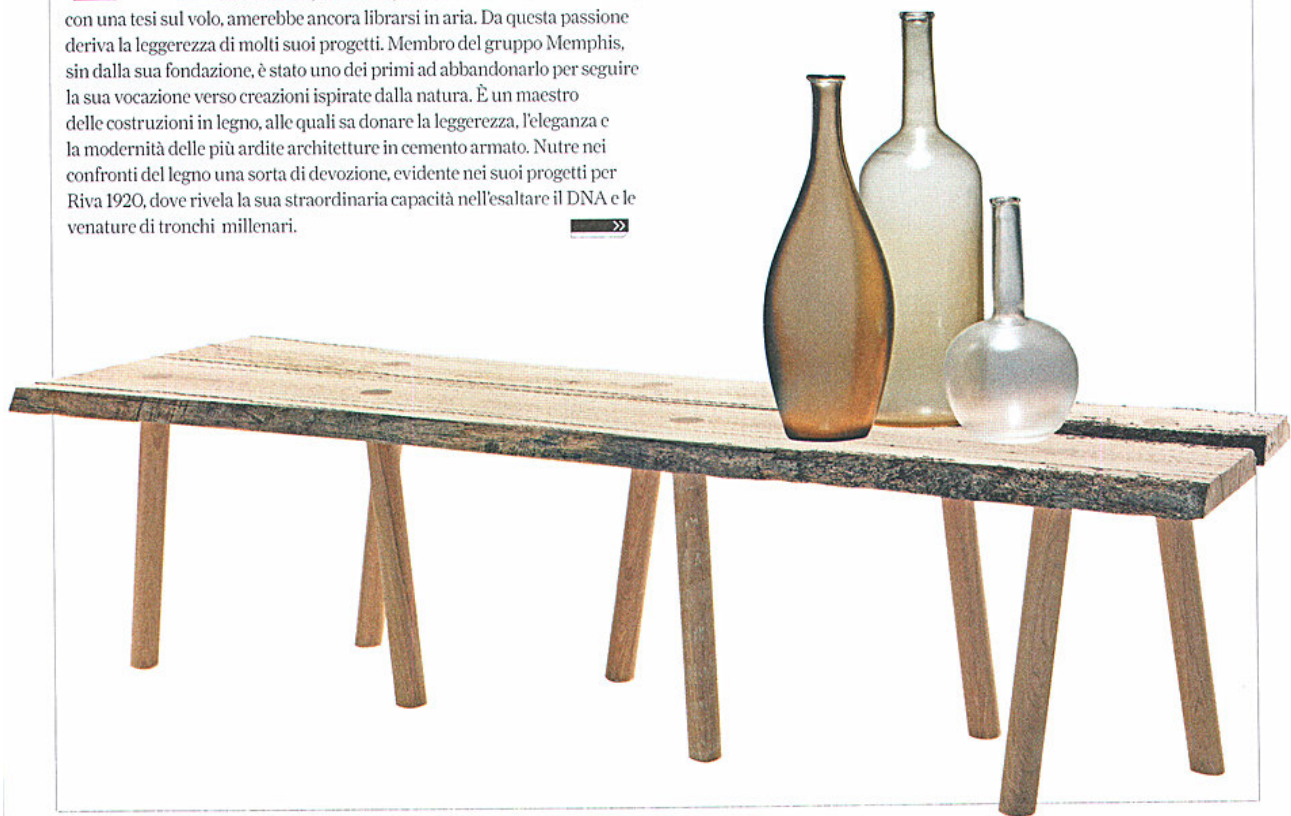 con una tesi sul volo, amerebbe ancora librarsi in aria. Da questa passione
deriva la leggerezza di molti suoi progetti. Membro del gruppo Memphis,
sin dalla sua fondazione, è stato uno dei primi ad abbandonarlo per seguire
la sua vocazione verso creazioni ispirate dalla natura. È un maestro
delle costruzioni in legno, alle quali sa donare la leggerezza, l'eleganza e
la modernità delle più ardite architetture in cemento armato. Nutre nei
confronti del legno una sorta di devozione, evidente nei suoi progetti per
Riva 1920, dove rivela la sua straordinaria capacità nell'esaltare il DNA e le
venature di tronchi millenari.
»